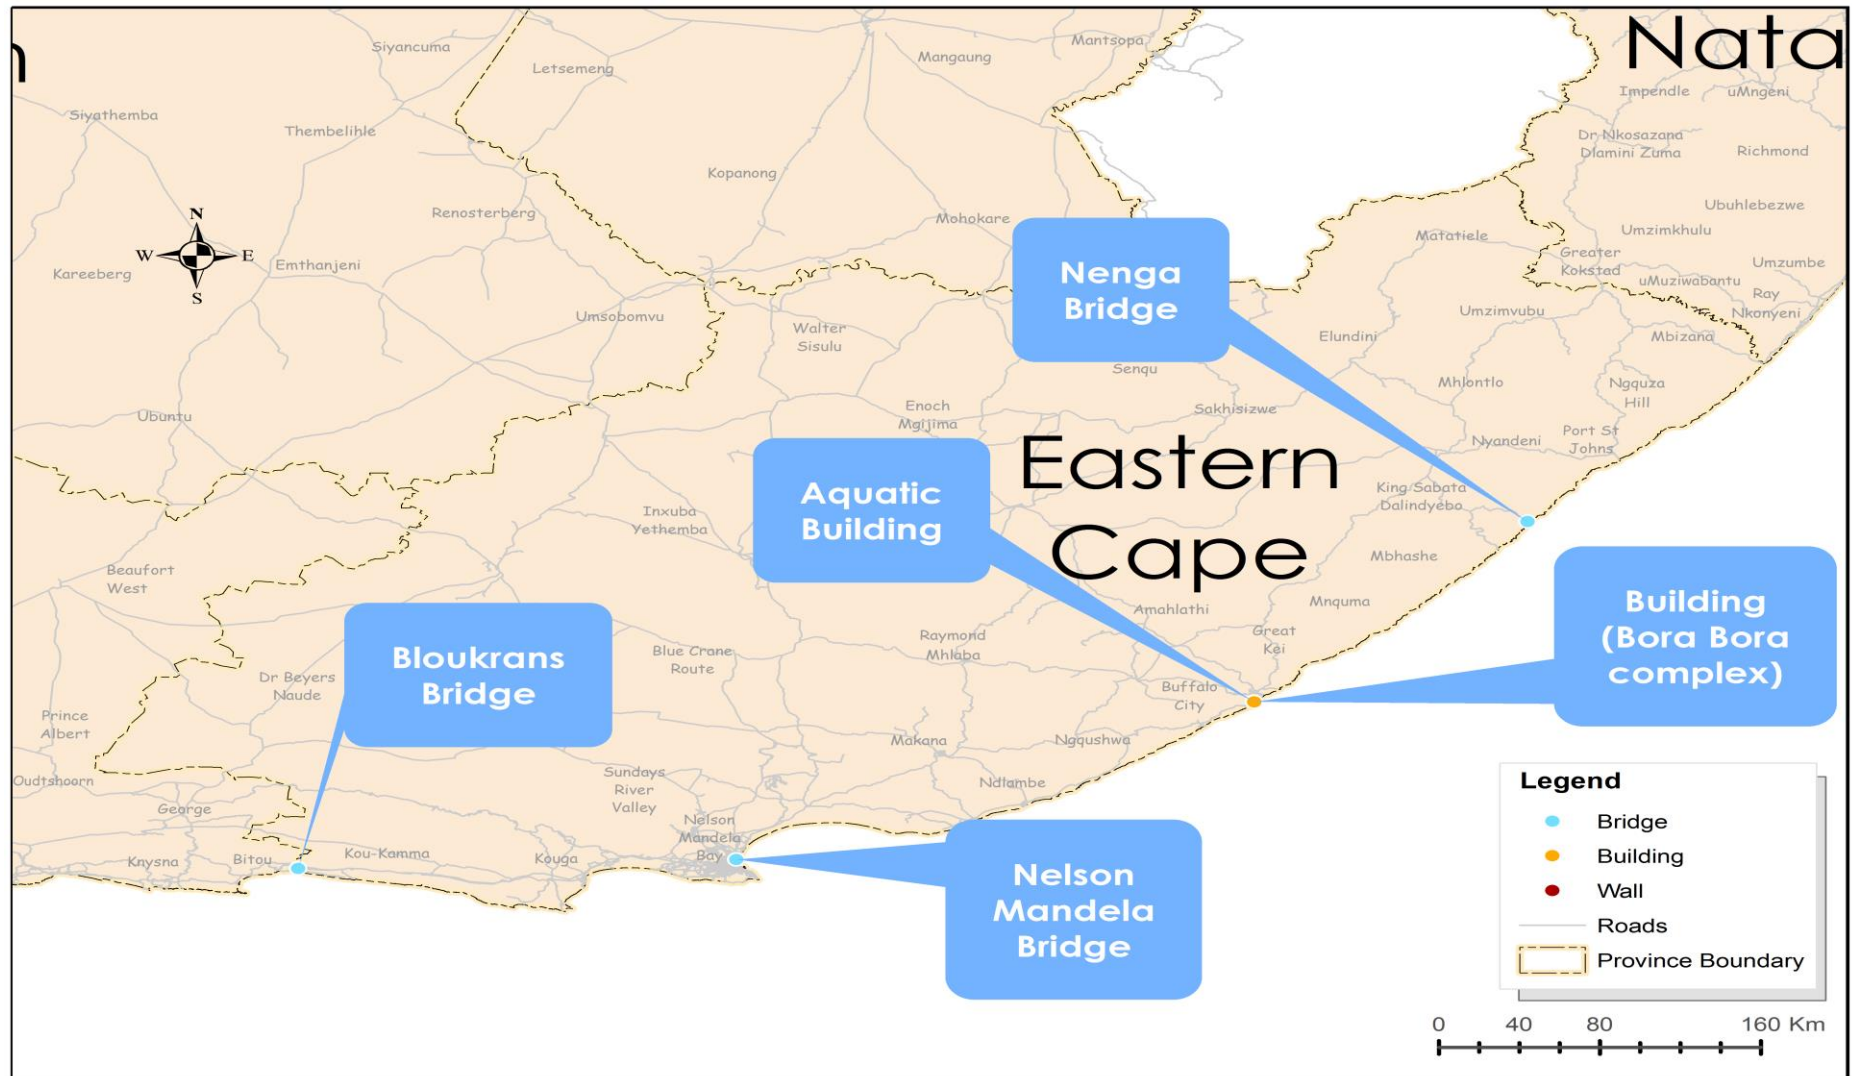 n
Nata
Siyancuma
Letsemeng
Mangaung
Mantsopa
Impendle
uMngeni
Siyathemba
Thembelihle
Dr Nkosazana
Dlamini Zuma
Richmond
Kopanong
Renosterberg
Mohokare
Ubuhlebezwe
N
W
E
S
Kareeberg
Emthanjeni
Nenga
Bridge
Matatiele
Umzimkhulu
Greater
Kokstad
Umzumbe
uMuziwabantu
Ray
Nkonyeni
Umsobomvu
Walter
Sisulu
Elundini
Umzimvubu
Mbizana
Senqu
Mhlontlo
Ngquza
Hill
Ubuntu
Enoch
Mgijima
Sakhisizwe
Nyandeni
Port St
Johns
Eastern
Cape
Aquatic
Building
King Sabata
Dalindyebo
Inxuba
Yethemba
Mbhashe
Beaufort
West
Amahlathi
Mnquma
Building
(Bora Bora
complex)
Bloukrans
Bridge
Blue Crane
Route
Raymond
Mhlaba
Great
Kei
Dr Beyers
Naude
Buffalo
City
Prince
Albert
Makana
Ngqushwa
Oudtshoorn
Sundays
River
Valley
Ndlambe
George
Nelson
Mandela
Bay
Knysna
Bitou
Kou-Kamma
Kouga
Nelson
Mandela
Bridge
Legend
Bridge
Building
Wall
Roads
Province Boundary
0 40 80 160 Km